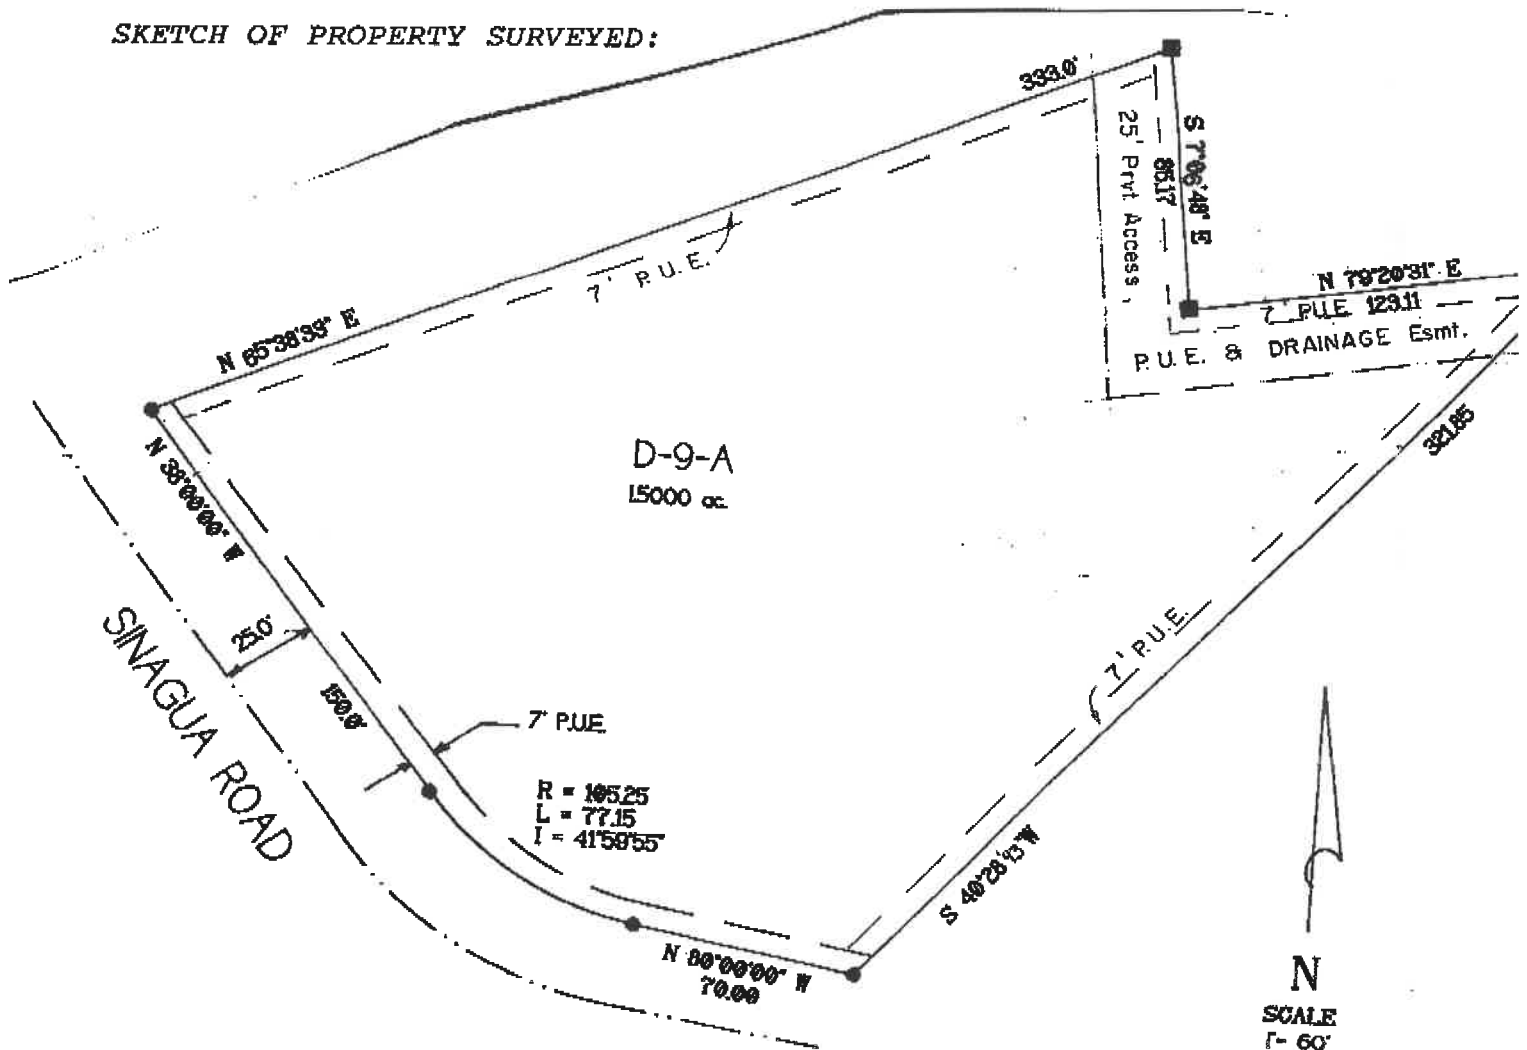 SKETCH OF PROPERTY SURVEYED:
333.0'
25' Prvt. Access,
S 7°06'48" E
85.17
N 79°20'31" E
7' P.U.E. 123.11
P.U.E. & DRAINAGE Esmt.
7' P.U.E.
N 65°38'33" E
N 38°00'00" W
D-9-A
1.5000 ac.
321.85
25.0'
150.0'
SINAGUA ROAD
7' P.U.E.
7' P.U.E.
R = 105.25
L = 77.15
I = 41°59'55"
S 40°28'93"W
N 80°00'00" W
70.00
N
SCALE
1"= 60'